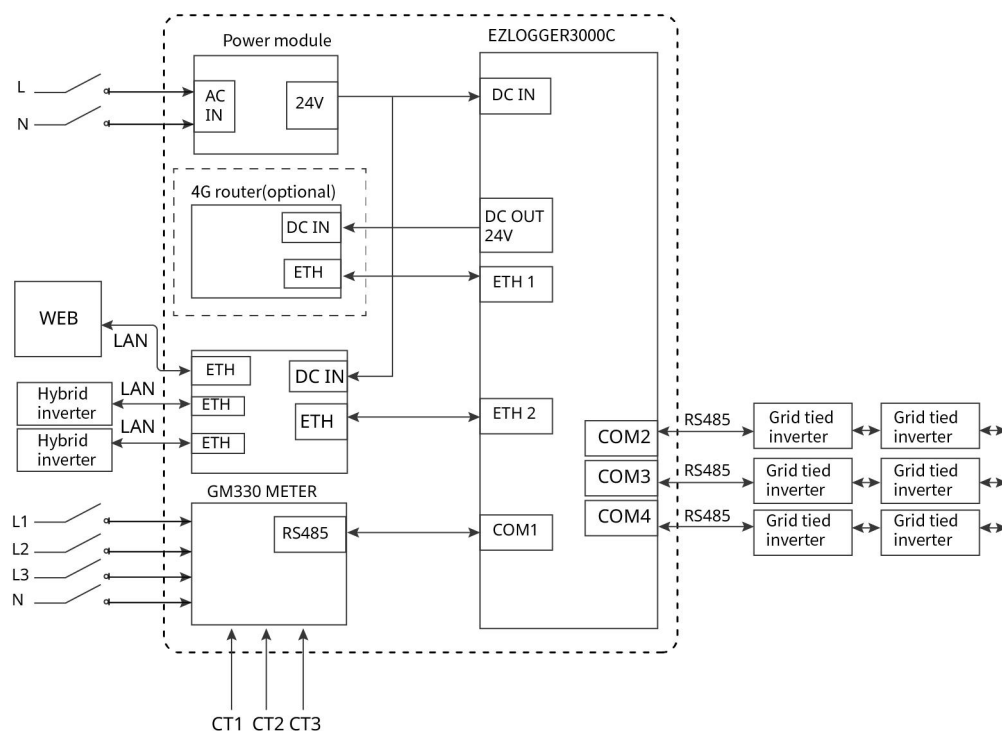 Power module
EZLOGGER3000C
L
N
AC
IN
24V
DC IN
4G router(optional)
DC IN
ETH
DC OUT
24V
ETH 1
WEB
LAN
ETH
DC IN
Hybrid
inverter
LAN
ETH
ETH
ETH 2
Hybrid
inverter
LAN
ETH
COM2
RS485
Grid tied
inverter
Grid tied
inverter
COM3
RS485
Grid tied
inverter
Grid tied
inverter
COM4
RS485
Grid tied
inverter
Grid tied
inverter
GM330 METER
L1
L2
L3
N
RS485
COM1
CT1 CT2 CT3